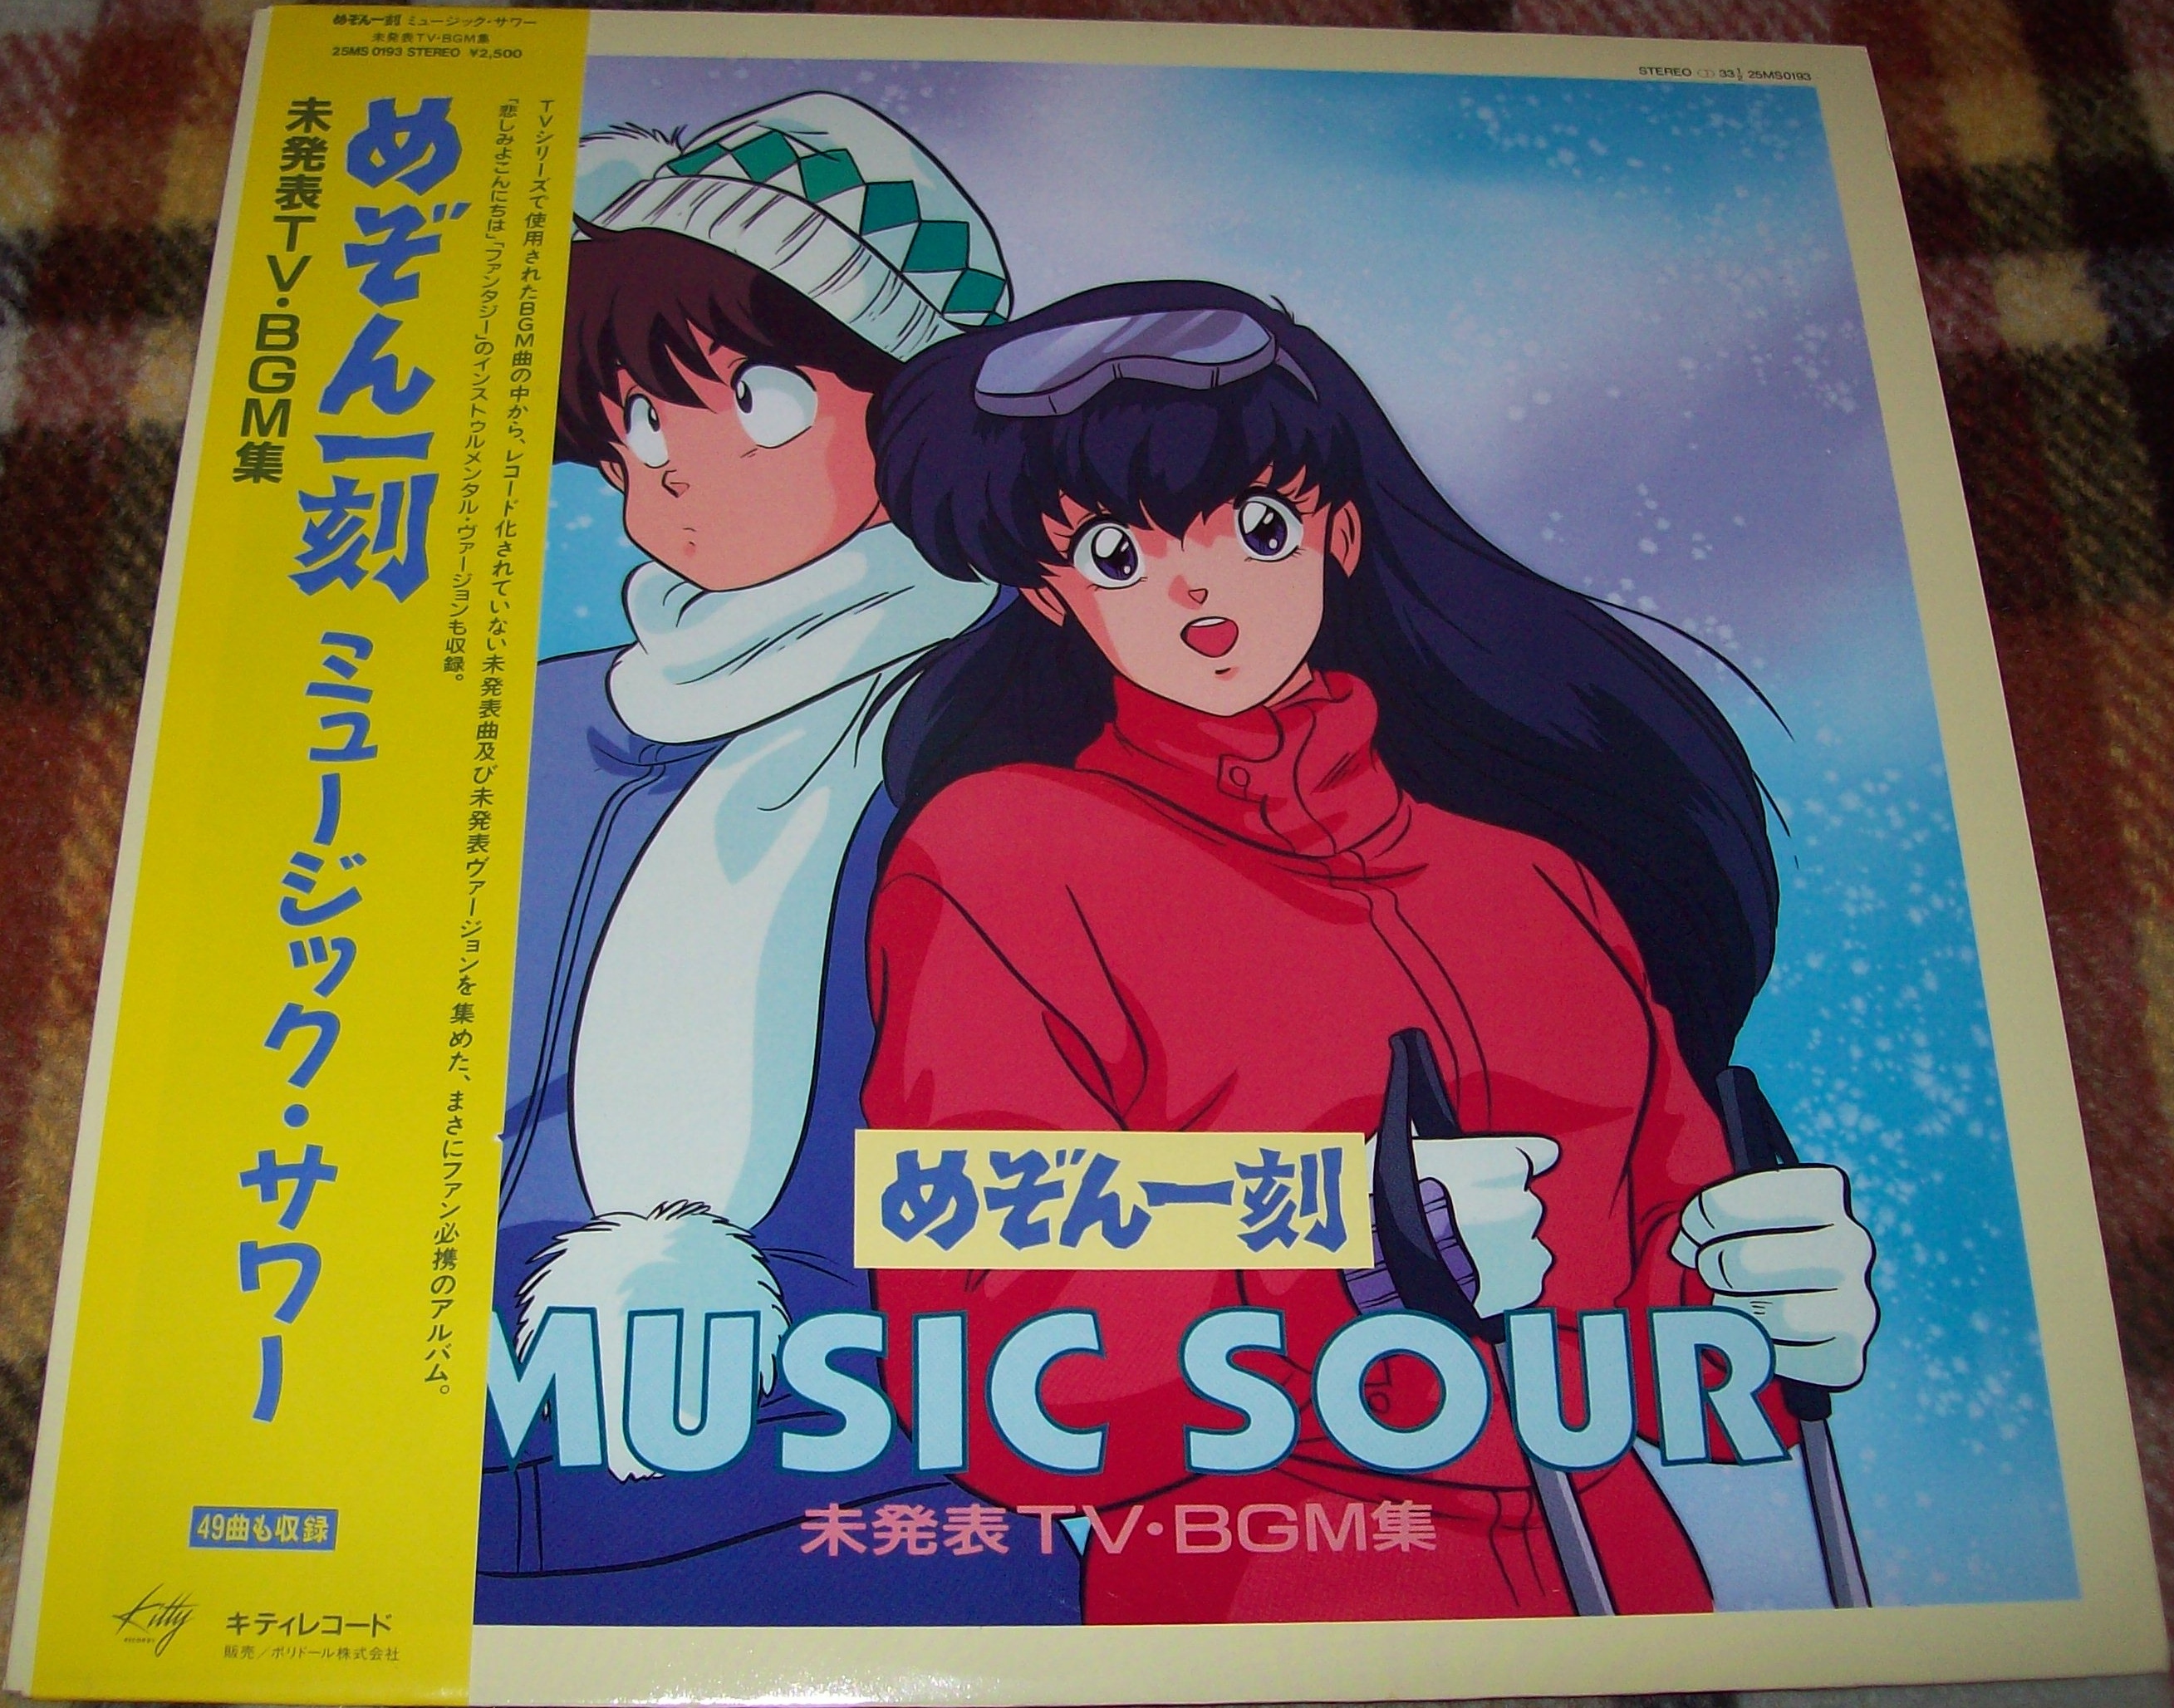 めぞん一刻 ミュージック・サワー
未発表TV・BGM集
25MS 0193 STEREO ¥2,500
TVシリーズで使用されたBGM曲の中から、レコード化されていない未発表曲及び未発表ヴァージョンを集めた、まさにファン必携のアルバム。
「悲しみよこんにちは」「ファンタジー」のインストゥルメンタル・ヴァージョンも収録。
めぞん一刻 ミュージック・サワー
未発表TV・BGM集
49曲も収録
Kitty
RECORDS
キティレコード
販売/ポリドール株式会社
STEREO 33⅓ 25MS0193
めぞん一刻
MUSIC SOUR
未発表TV・BGM集